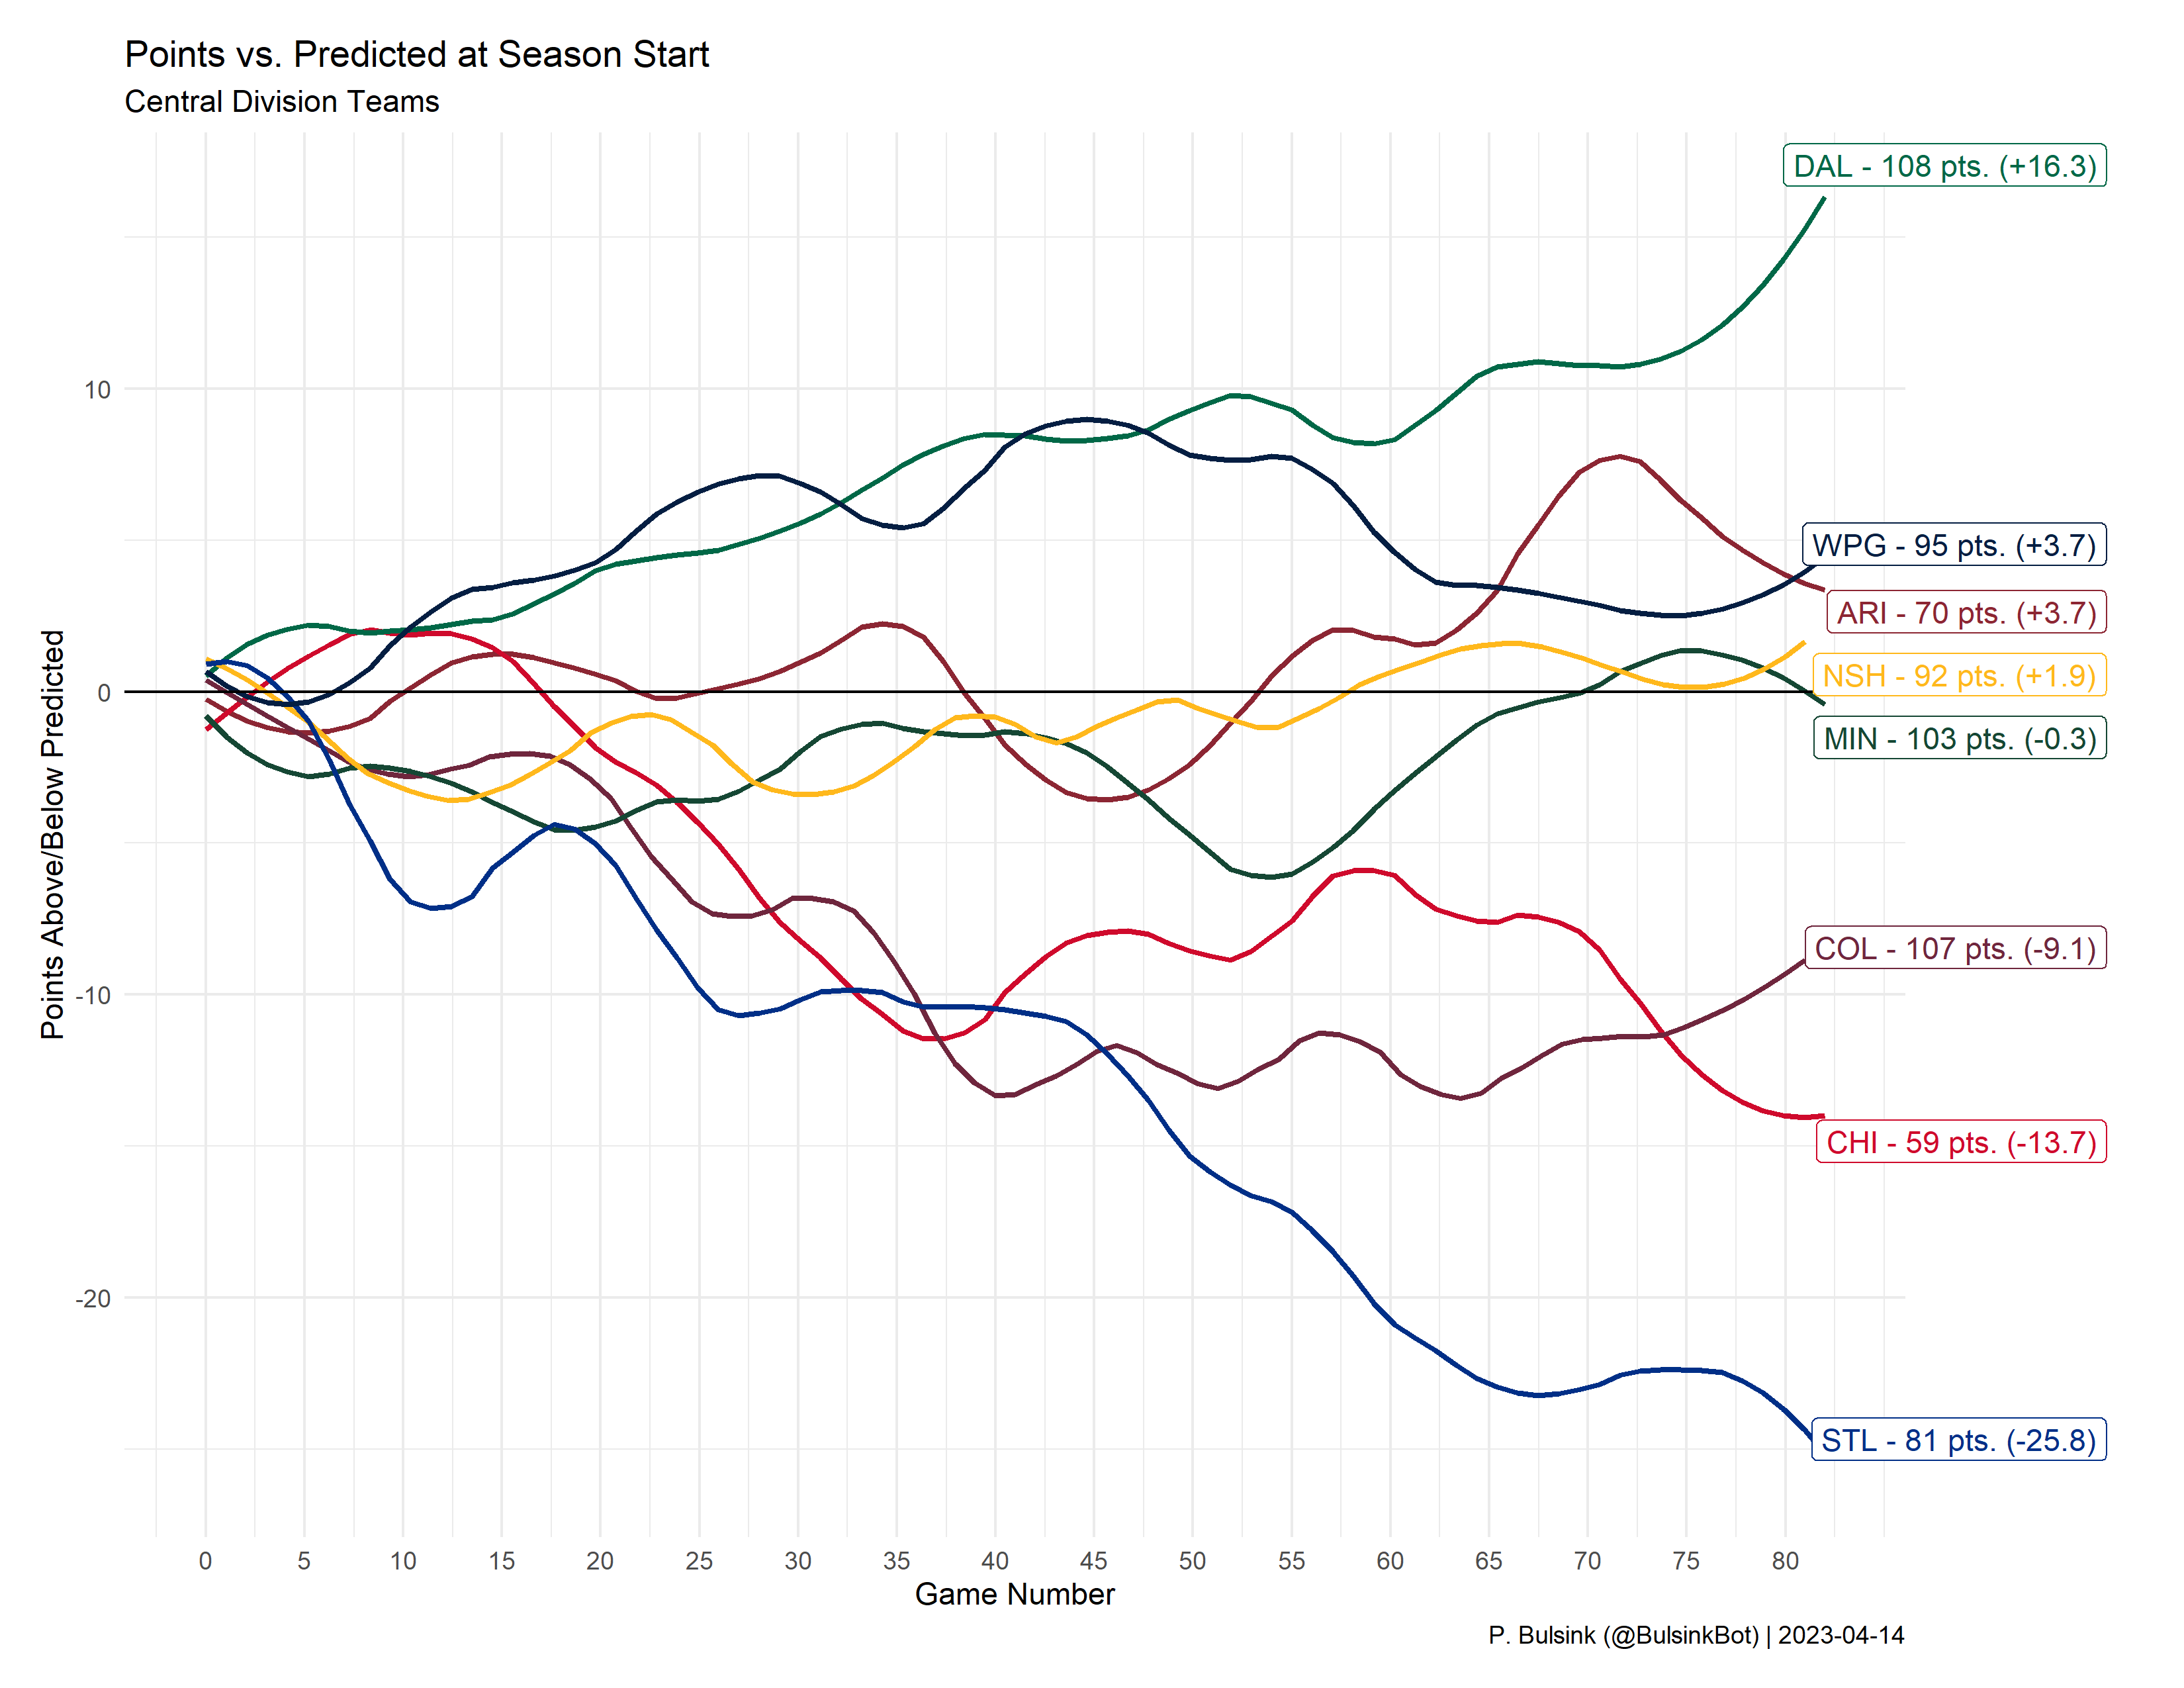 Points vs. Predicted at Season Start
Central Division Teams
Points Above/Below Predicted
10
0
-10
-20
DAL - 108 pts. (+16.3)
WPG - 95 pts. (+3.7)
ARI - 70 pts. (+3.7)
NSH - 92 pts. (+1.9)
MIN - 103 pts. (-0.3)
COL - 107 pts. (-9.1)
CHI - 59 pts. (-13.7)
STL - 81 pts. (-25.8)
0 5 10 15 20 25 30 35 40 45 50 55 60 65 70 75 80
Game Number
P. Bulsink (@BulsinkBot) | 2023-04-14